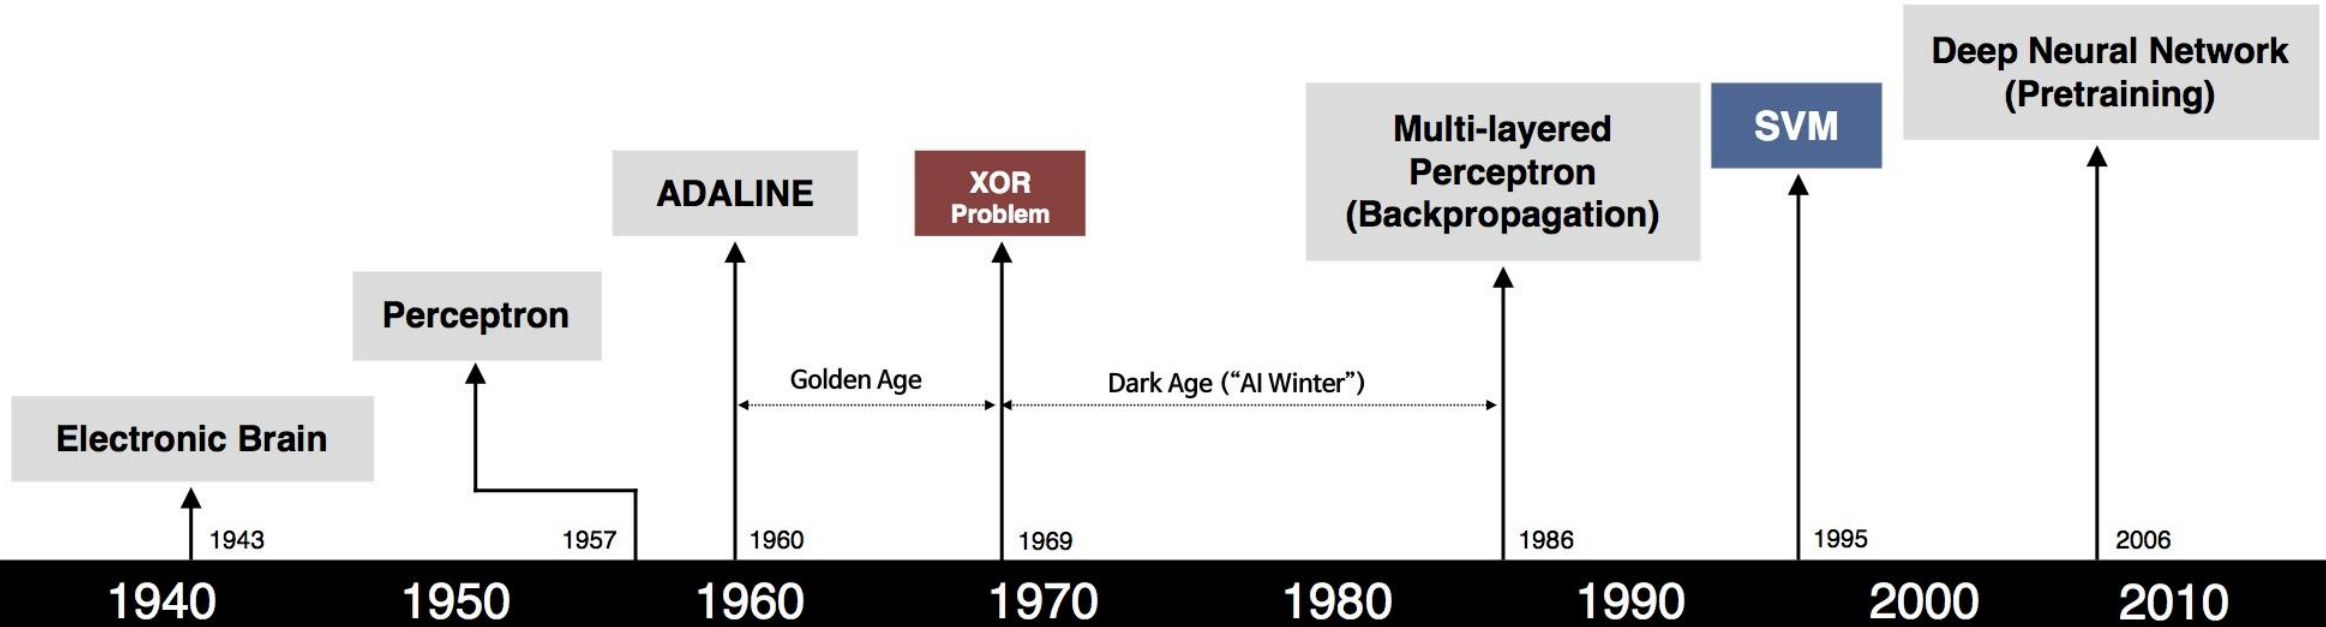 Deep Neural Network
(Pretraining)
Multi-layered
Perceptron
(Backpropagation)
SVM
ADALINE
XOR
Problem
Perceptron
Golden Age
Dark Age (“AI Winter”)
Electronic Brain
1943
1957
1960
1969
1986
1995
2006
1940
1950
1960
1970
1980
1990
2000
2010